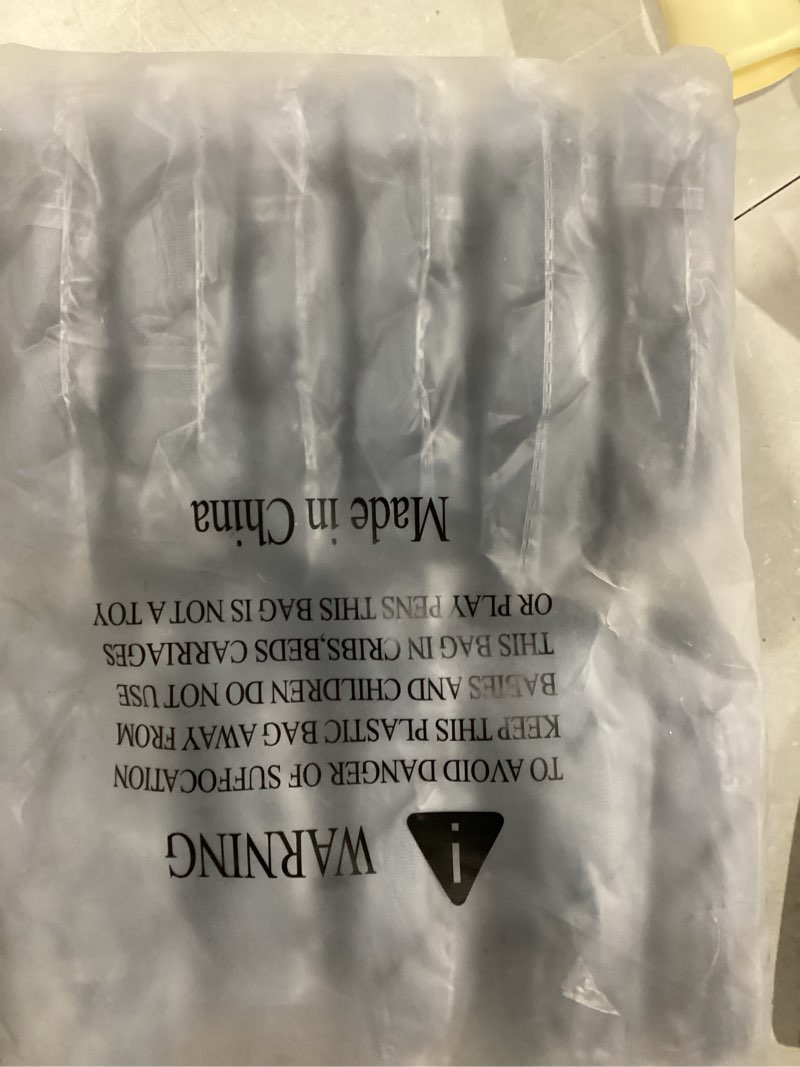 WARNING
TO AVOID DANGER OF SUFFOCATION
KEEP THIS PLASTIC BAG AWAY FROM
BABIES AND CHILDREN DO NOT USE
THIS BAG IN CRIBS,BEDS CARRIAGES
OR PLAY PENS THIS BAG IS NOT A TOY
Made in China